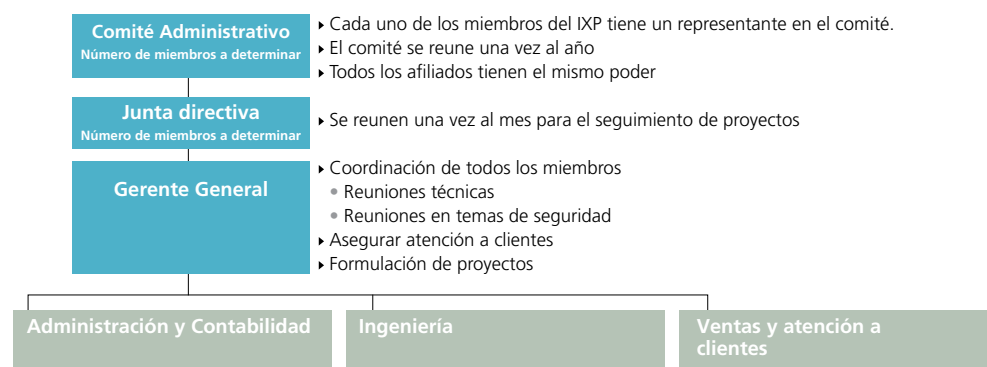 Comité Administrativo
Número de miembros a determinar
‣ Cada uno de los miembros del IXP tiene un representante en el comité.
‣ El comité se reune una vez al año
‣ Todos los afiliados tienen el mismo poder
Junta directiva
Número de miembros a determinar
‣ Se reunen una vez al mes para el seguimiento de proyectos
Gerente General
‣ Coordinación de todos los miembros
• Reuniones técnicas
• Reuniones en temas de seguridad
‣ Asegurar atención a clientes
‣ Formulación de proyectos
Administración y Contabilidad
Ingeniería
Ventas y atención a
clientes